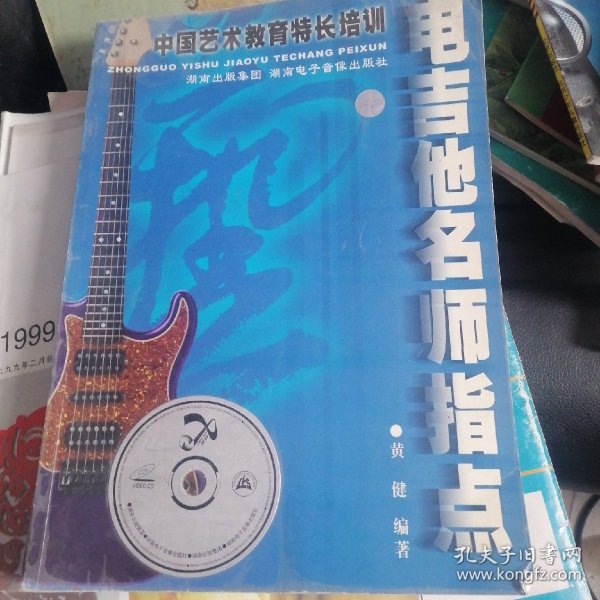 中国艺术教育特长培训
ZHONGGUO YISHU JIAOYU TECHANG PEIXUN
湖南出版集团 湖南电子音像出版社
电吉他名师指点
黄健 编著
VIDEO CD
1999
孔夫子旧书网
www.kongfz.com